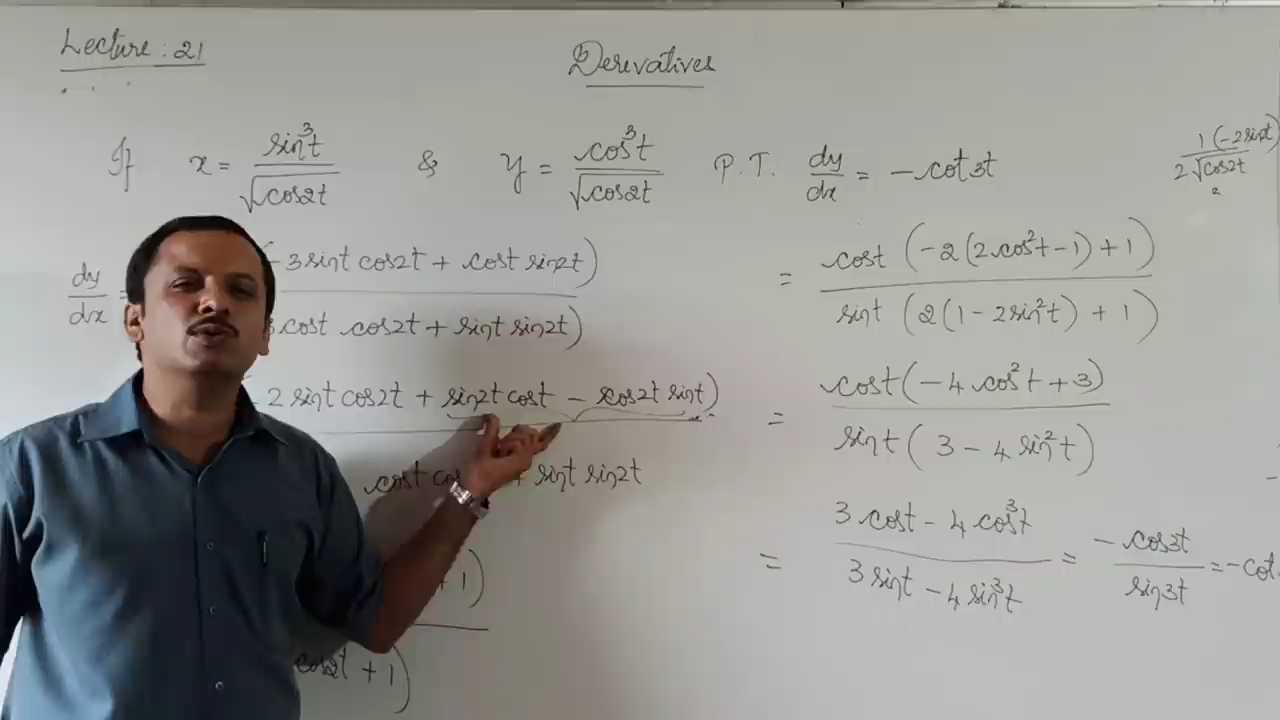 Lecture: 21
Derevatives
If x = sin³t / √cos2t & y = cos³t / √cos2t P.T. dy/dx = -cot3t
1(-2sin2t) / 2√cos2t
dy/dx =
- 3sint cos2t + cost sin2t)
cost cos2t + sint sin2t)
- 2 sint cos2t + sin2t cost - cos2t sint)
cost + sint sin2t
+ 1)
cos2t + 1)
= cost (-2(2cos²t - 1) + 1) / sint (2(1 - 2sin²t) + 1)
= cost(-4cos²t + 3) / sint(3 - 4sin²t)
= 3cost - 4cos³t / 3sint - 4sin³t = -cos3t / sin3t = -cot